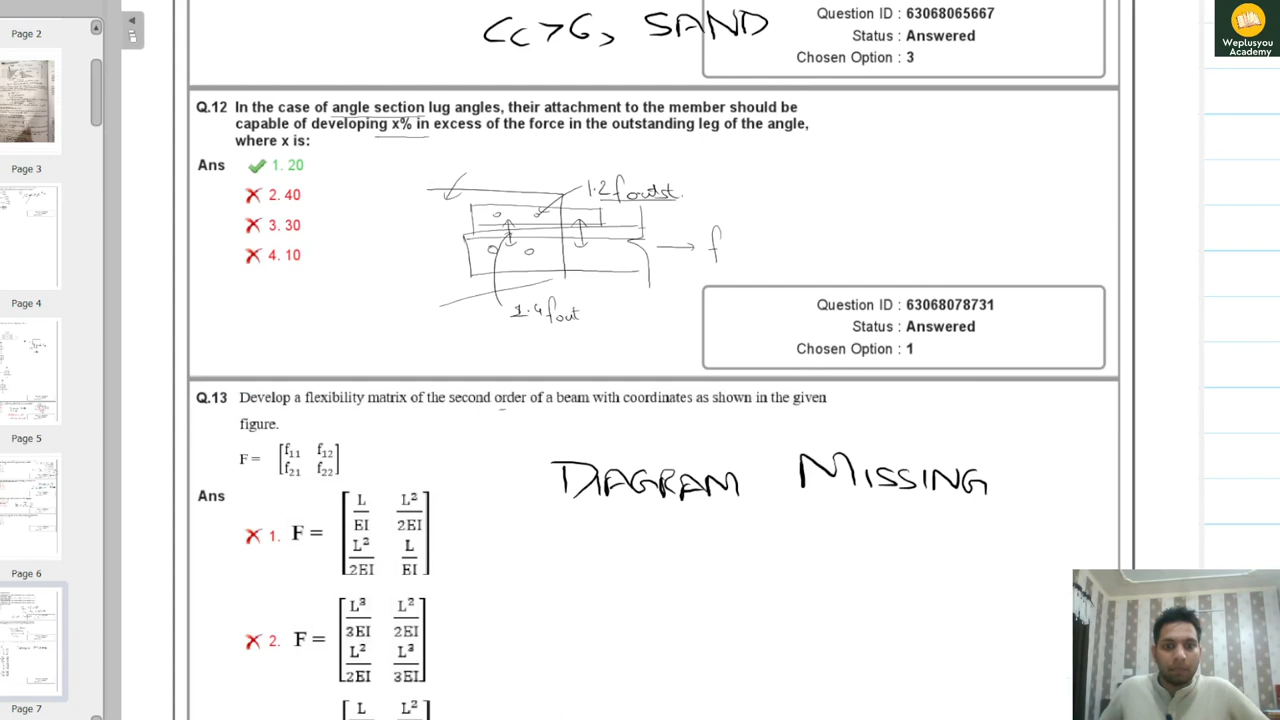 Page 2
Page 3
Page 4
Page 5
Page 6
Page 7
Cc > 6, SAND
Question ID : 63068065667
Status : Answered
Chosen Option : 3
Weplusyou
Academy
Q.12 In the case of angle section lug angles, their attachment to the member should be
capable of developing x% in excess of the force in the outstanding leg of the angle,
where x is:
Ans 1. 20
2. 40
3. 30
4. 10
1.2 foutst.
f
1.4 fout
Question ID : 63068078731
Status : Answered
Chosen Option : 1
Q.13 Develop a flexibility matrix of the second order of a beam with coordinates as shown in the given
figure.
F = [f11 f12
f21 f22]
DIAGRAM MISSING
Ans
1. F =
L L²
EI 2EI
L² L
2EI EI
2. F =
L³ L²
3EI 2EI
L² L³
2EI 3EI
L L²